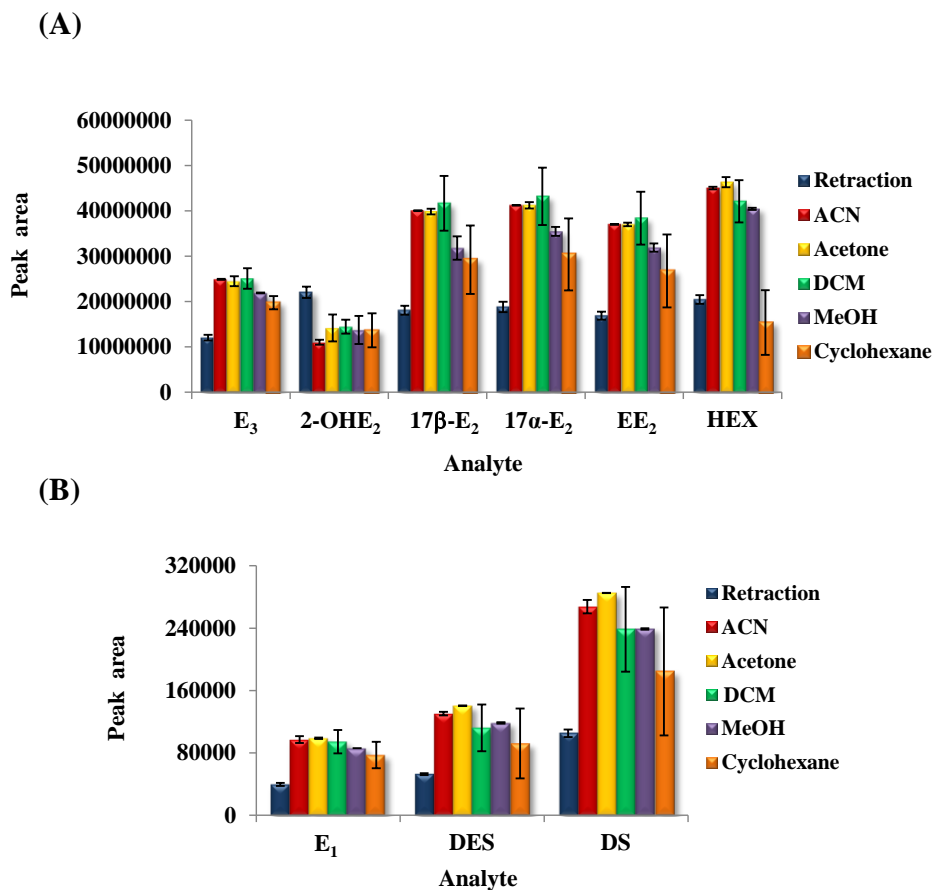 (A)
60000000
50000000
40000000
30000000
20000000
10000000
0
Peak area
E₃ 2-OHE₂ 17β-E₂ 17α-E₂ EE₂ HEX
Analyte
Retraction
ACN
Acetone
DCM
MeOH
Cyclohexane
(B)
320000
240000
160000
80000
0
Peak area
E₁ DES DS
Analyte
Retraction
ACN
Acetone
DCM
MeOH
Cyclohexane